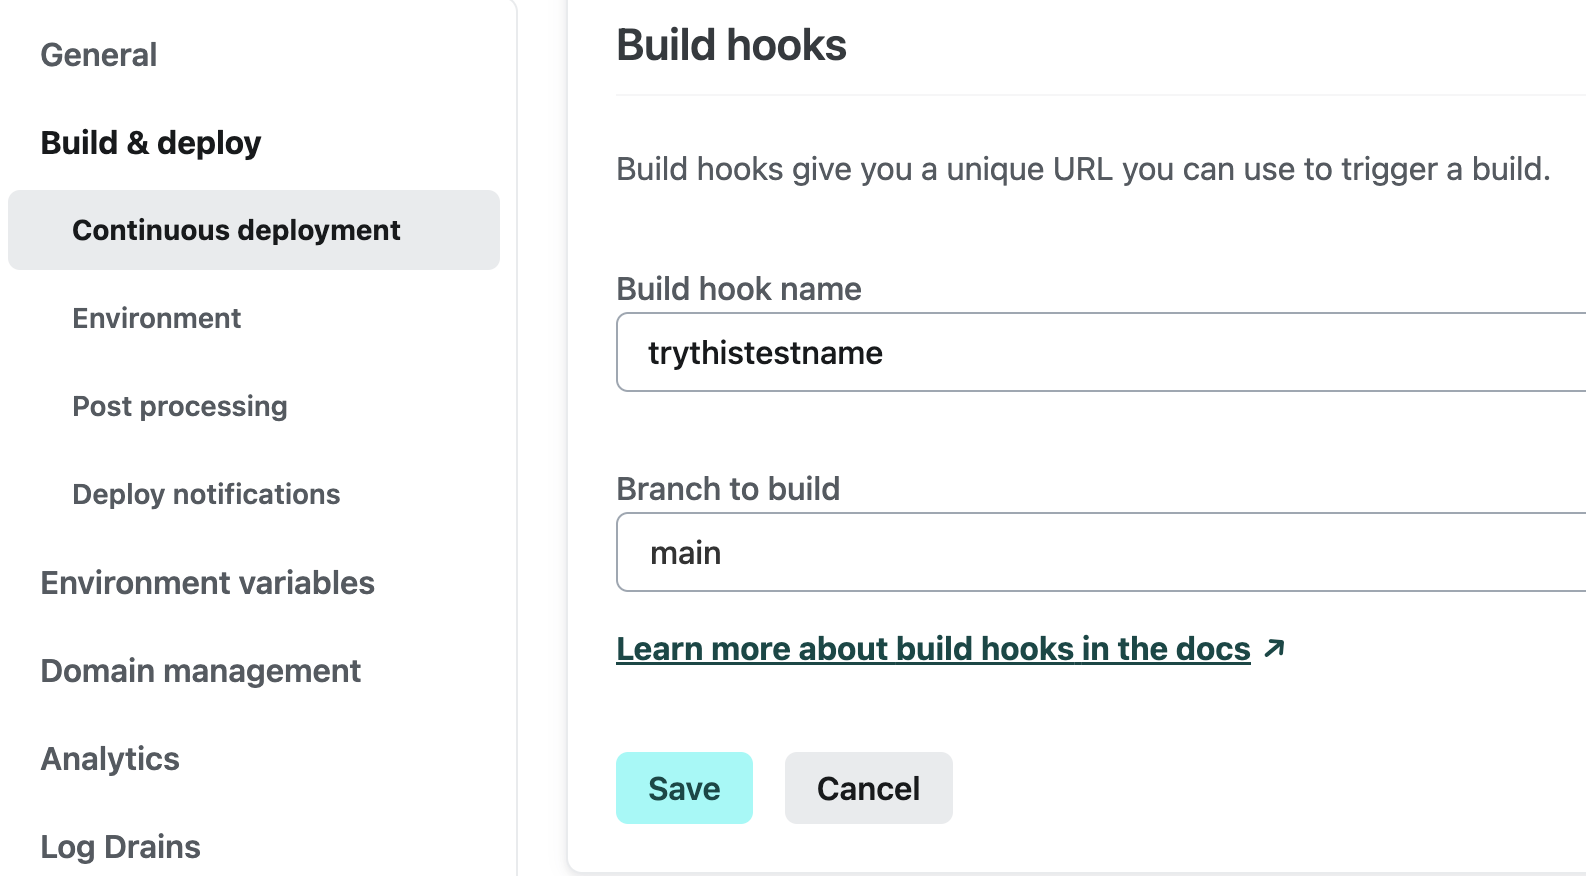 General
Build & deploy
Continuous deployment
Environment
Post processing
Deploy notifications
Environment variables
Domain management
Analytics
Log Drains
Build hooks
Build hooks give you a unique URL you can use to trigger a build.
Build hook name
trythistestname
Branch to build
main
Learn more about build hooks in the docs
Save
Cancel